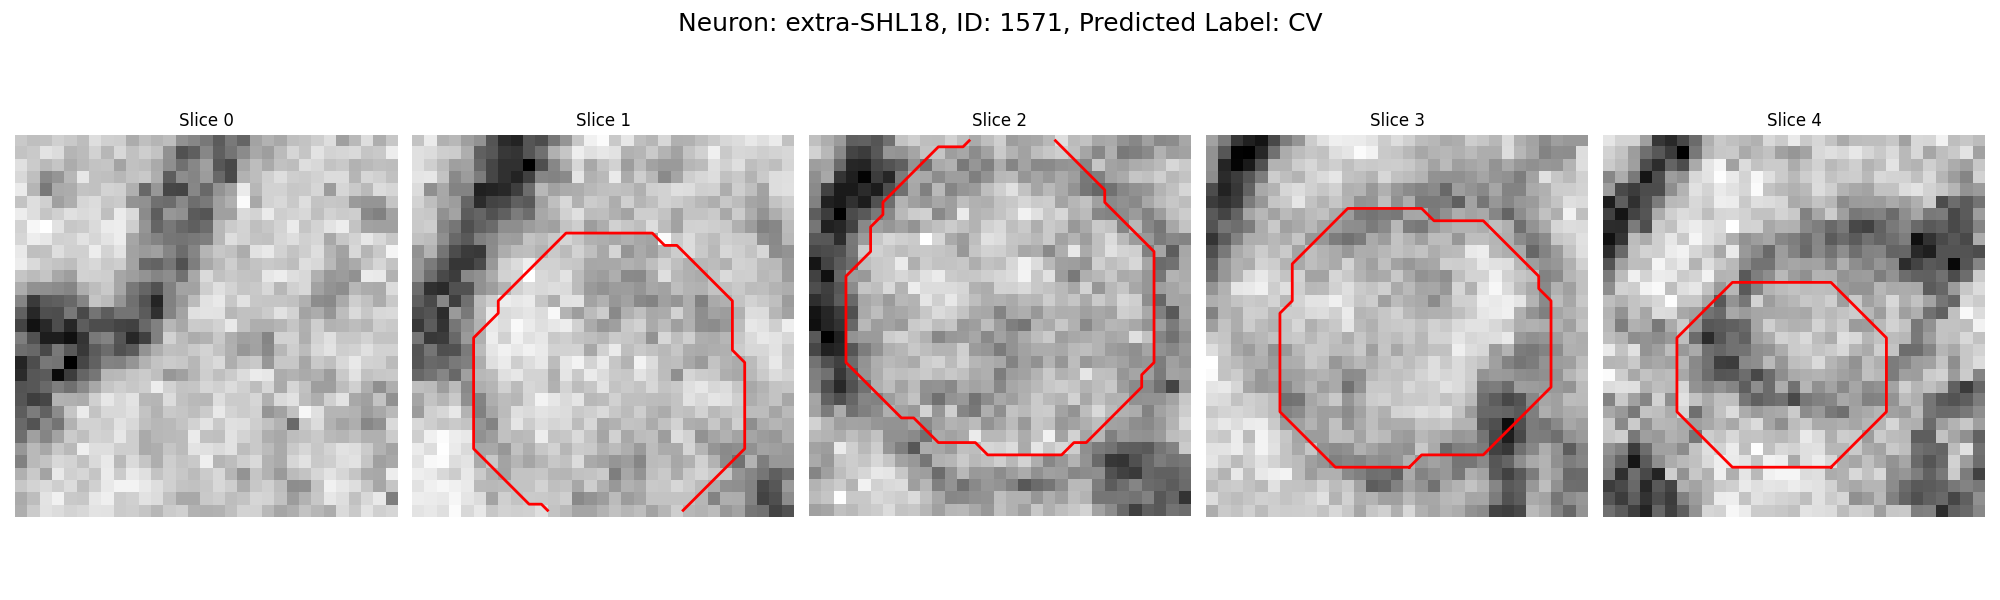 Neuron: extra-SHL18, ID: 1571, Predicted Label: CV
Slice 0
Slice 1
Slice 2
Slice 3
Slice 4